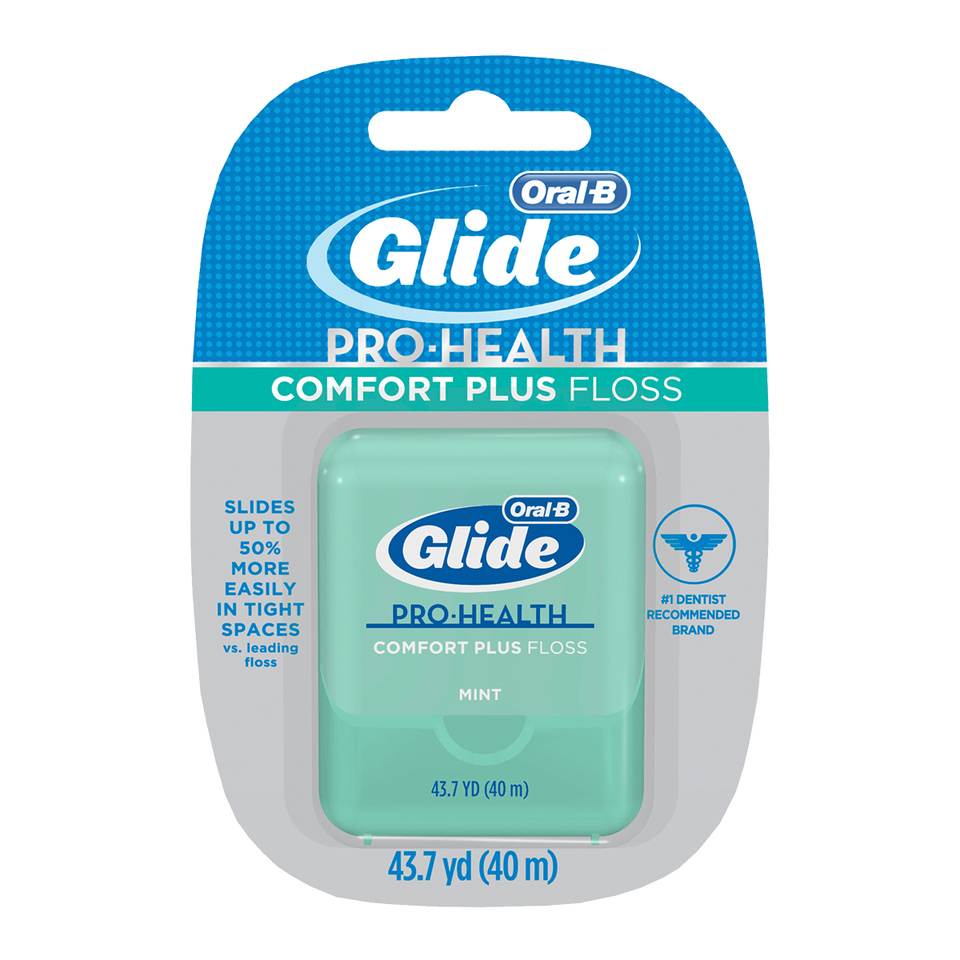 Oral-B
Glide
PRO-HEALTH
COMFORT PLUS FLOSS
SLIDES
UP TO
50%
MORE
EASILY
IN TIGHT
SPACES
vs. leading
floss
Oral-B
Glide
PRO-HEALTH
COMFORT PLUS FLOSS
MINT
43.7 YD (40 m)
#1 DENTIST
RECOMMENDED
BRAND
43.7 yd (40 m)